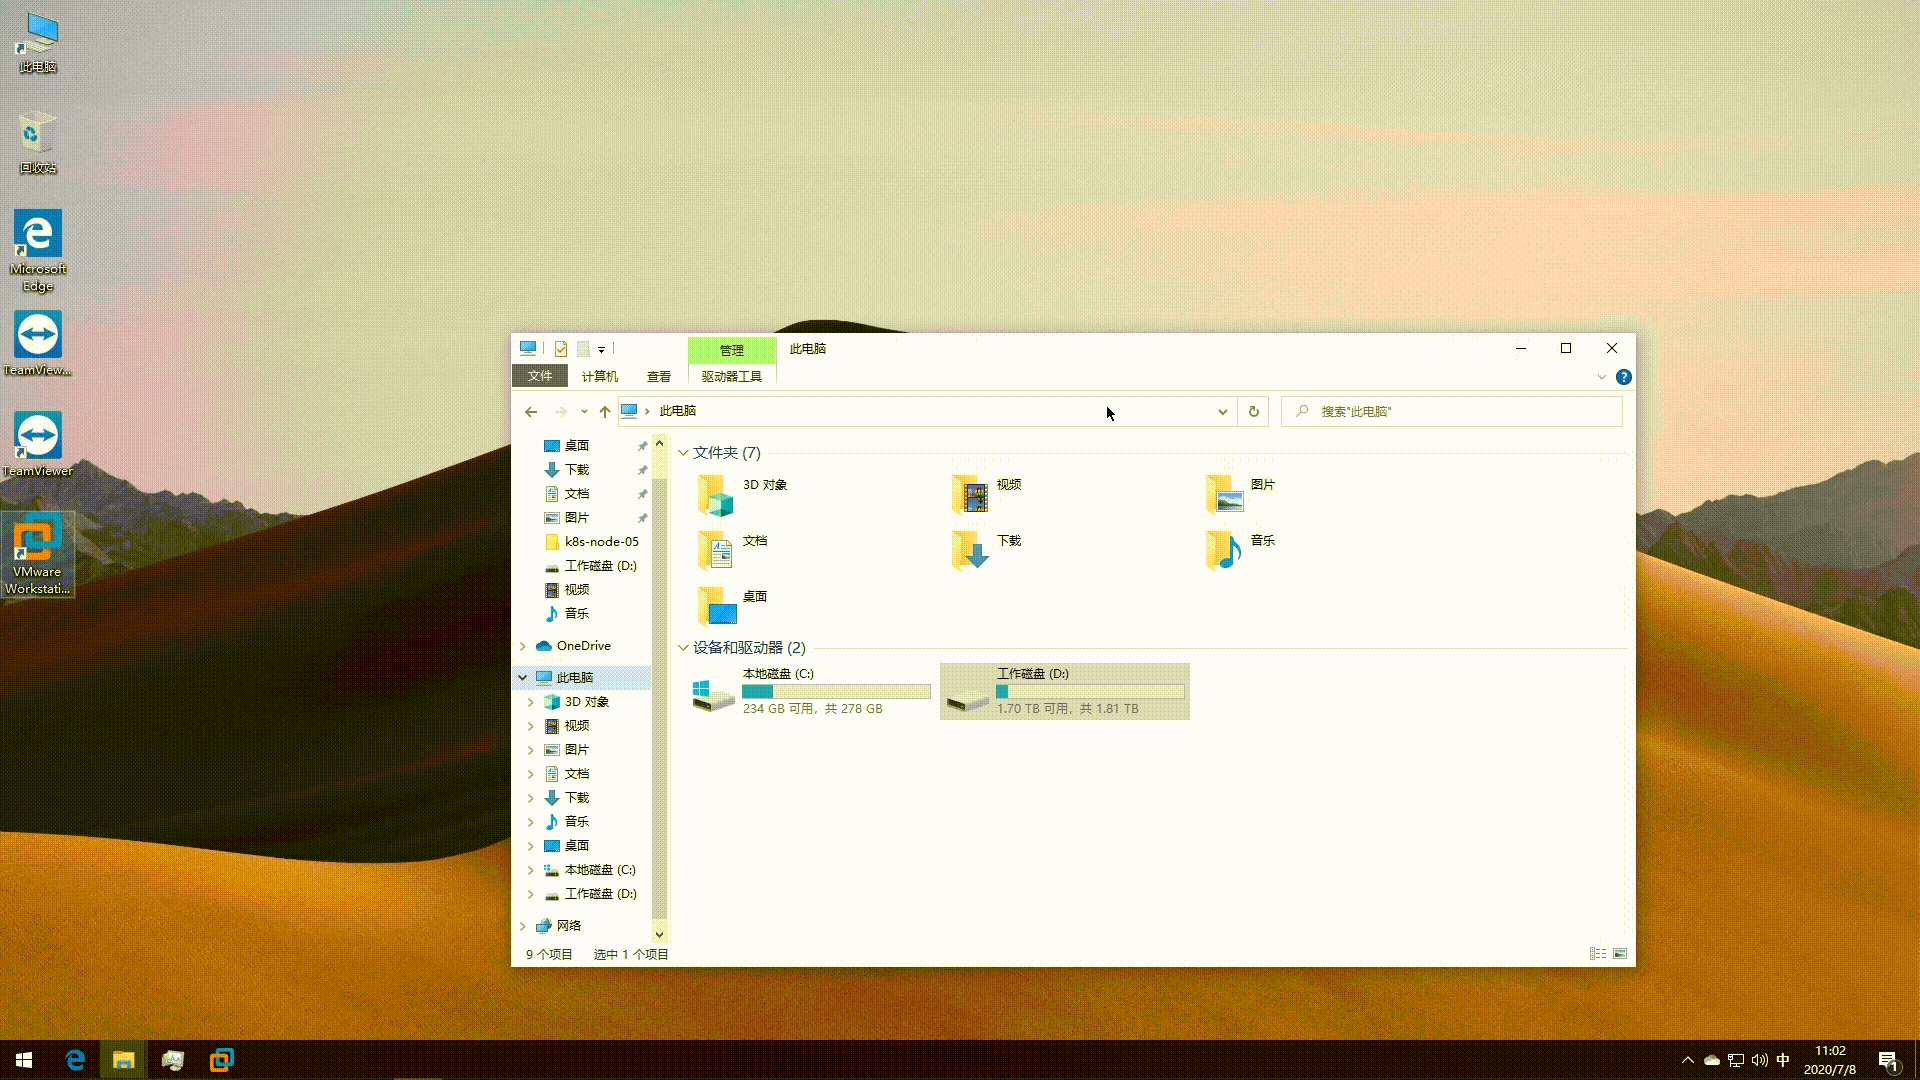 此电脑
回收站
Microsoft
Edge
TeamView...
TeamViewer
VMware
Workstati...
管理
此电脑
文件
计算机
查看
驱动器工具
此电脑
搜索"此电脑"
桌面
下载
文档
图片
k8s-node-05
工作磁盘 (D:)
视频
音乐
OneDrive
此电脑
3D 对象
视频
图片
文档
下载
音乐
桌面
本地磁盘 (C:)
工作磁盘 (D:)
网络
文件夹 (7)
3D 对象
视频
图片
文档
下载
音乐
桌面
设备和驱动器 (2)
本地磁盘 (C:)
234 GB 可用，共 278 GB
工作磁盘 (D:)
1.70 TB 可用，共 1.81 TB
9 个项目
选中 1 个项目
中
11:02
2020/7/8
1